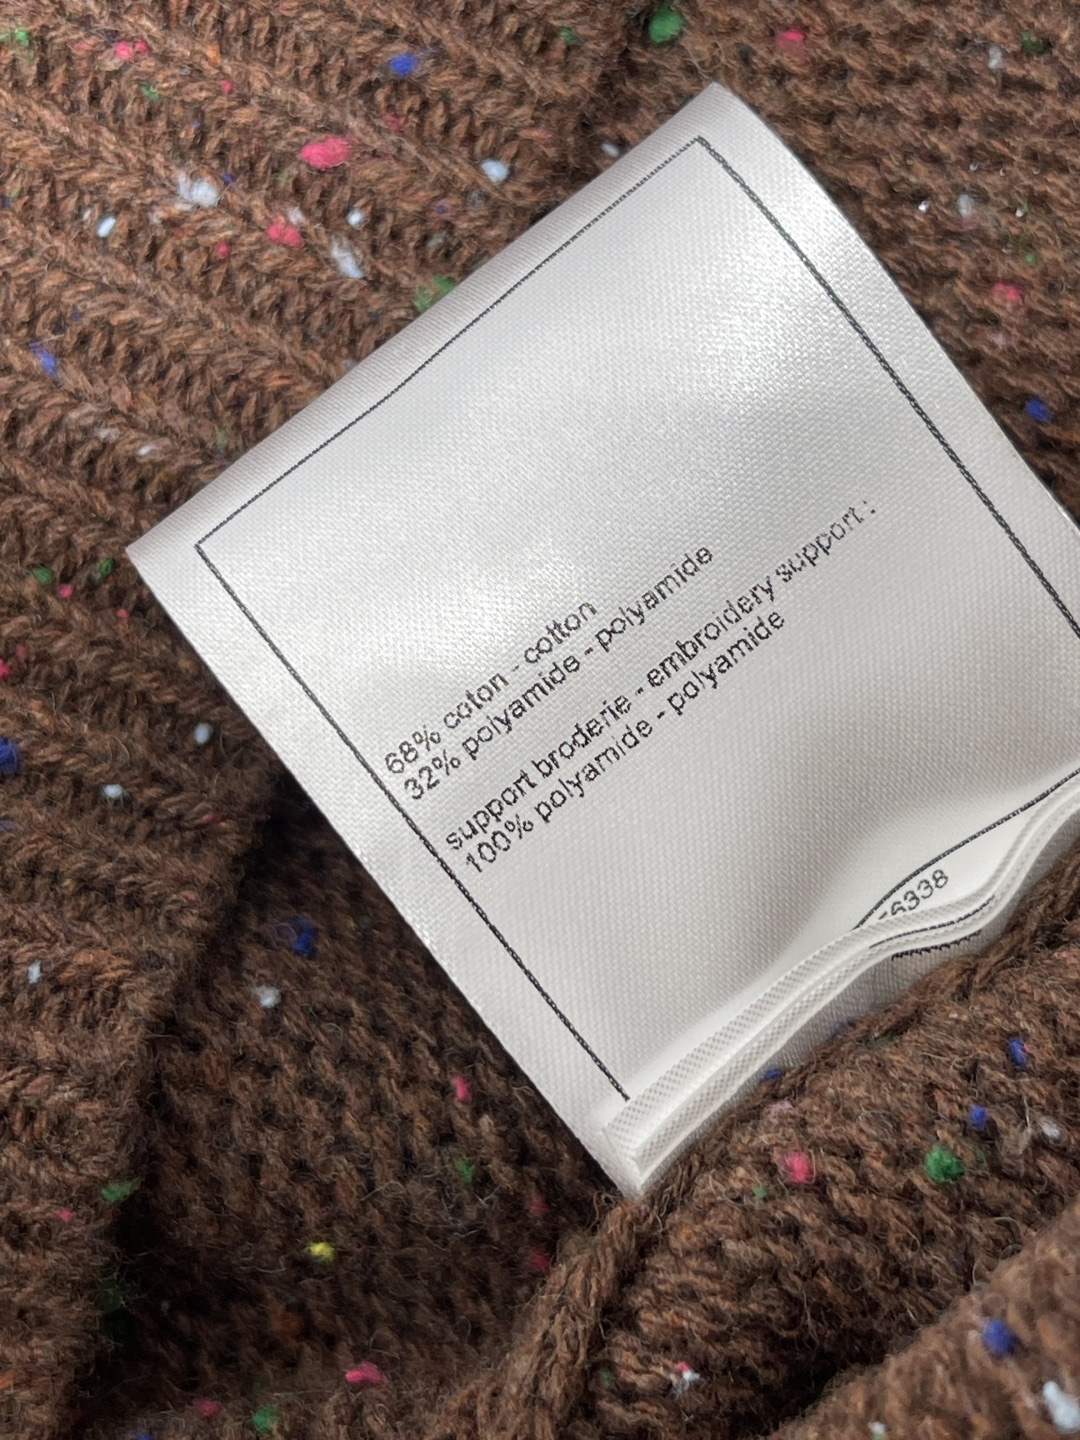 68% coton - cotton
32% polyamide - polyamide
support broderie - embroidery support :
100% polyamide - polyamide